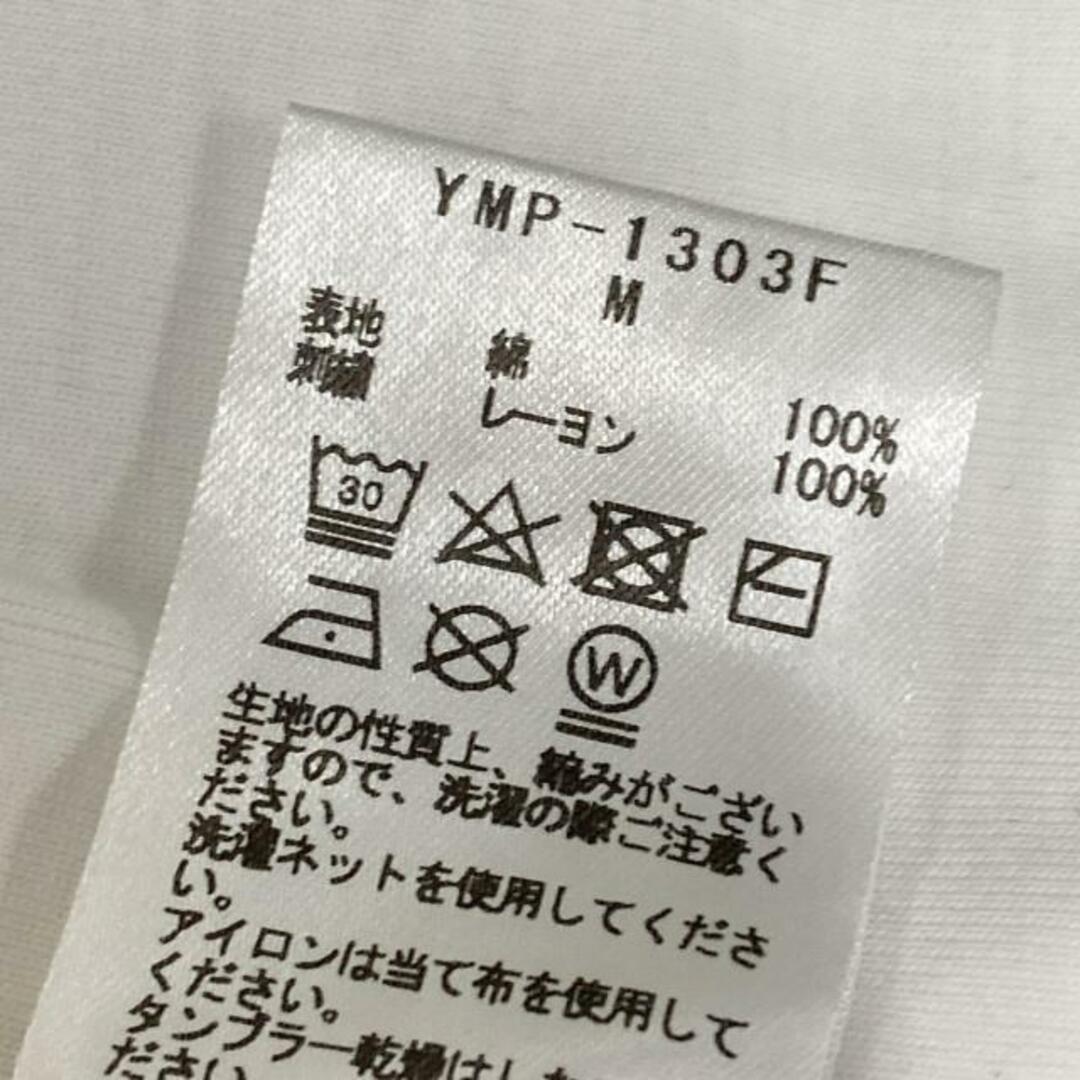 YMP-1303F
M
表地 綿 100%
刺繍 レーヨン 100%
30
W
生地の性質上、縮みがござい
ますので、洗濯の際ご注意く
ださい。
洗濯ネットを使用してくださ
い。
アイロンは当て布を使用して
ください。
タンブラー乾燥はし
ださい